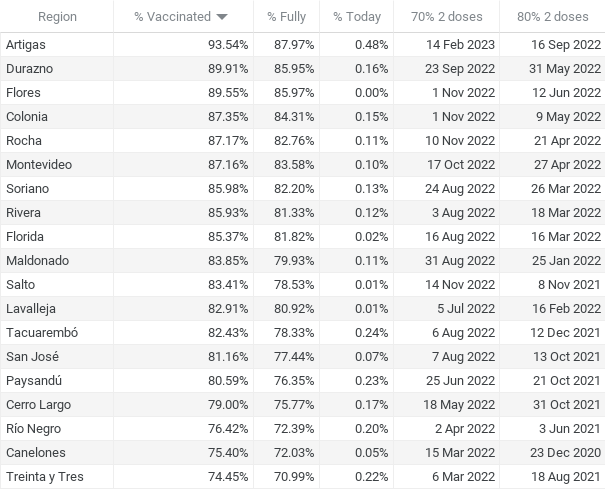 Region % Vaccinated % Fully % Today 70% 2 doses 80% 2 doses
Artigas 93.54% 87.97% 0.48% 14 Feb 2023 16 Sep 2022
Durazno 89.91% 85.95% 0.16% 23 Sep 2022 31 May 2022
Flores 89.55% 85.97% 0.00% 1 Nov 2022 12 Jun 2022
Colonia 87.35% 84.31% 0.15% 1 Nov 2022 9 May 2022
Rocha 87.17% 82.76% 0.11% 10 Nov 2022 21 Apr 2022
Montevideo 87.16% 83.58% 0.10% 17 Oct 2022 27 Apr 2022
Soriano 85.98% 82.20% 0.13% 24 Aug 2022 26 Mar 2022
Rivera 85.93% 81.33% 0.12% 3 Aug 2022 18 Mar 2022
Florida 85.37% 81.82% 0.02% 16 Aug 2022 16 Mar 2022
Maldonado 83.85% 79.93% 0.11% 31 Aug 2022 25 Jan 2022
Salto 83.41% 78.53% 0.01% 14 Nov 2022 8 Nov 2021
Lavalleja 82.91% 80.92% 0.01% 5 Jul 2022 16 Feb 2022
Tacuarembó 82.43% 78.33% 0.24% 6 Aug 2022 12 Dec 2021
San José 81.16% 77.44% 0.07% 7 Aug 2022 13 Oct 2021
Paysandú 80.59% 76.35% 0.23% 25 Jun 2022 21 Oct 2021
Cerro Largo 79.00% 75.77% 0.17% 18 May 2022 31 Oct 2021
Río Negro 76.42% 72.39% 0.20% 2 Apr 2022 3 Jun 2021
Canelones 75.40% 72.03% 0.05% 15 Mar 2022 23 Dec 2020
Treinta y Tres 74.45% 70.99% 0.22% 6 Mar 2022 18 Aug 2021